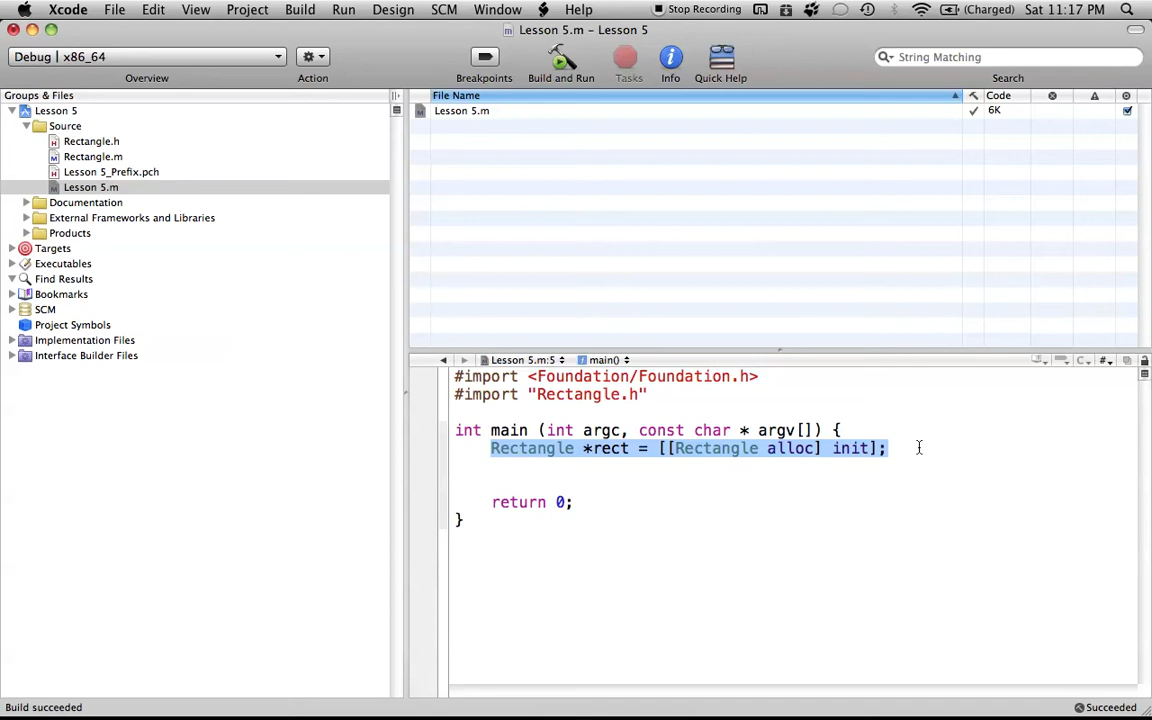 Xcode File Edit View Project Build Run Design SCM Window Help Stop Recording (Charged) Sat 11:17 PM
Lesson 5.m – Lesson 5
Debug | x86_64
String Matching
Overview Action Breakpoints Build and Run Tasks Info Quick Help Search
Groups & Files
Lesson 5
Source
Rectangle.h
Rectangle.m
Lesson 5_Prefix.pch
Lesson 5.m
Documentation
External Frameworks and Libraries
Products
Targets
Executables
Find Results
Bookmarks
SCM
Project Symbols
Implementation Files
Interface Builder Files
File Name Code
Lesson 5.m 6K
Lesson 5.m:5 main() C #
#import <Foundation/Foundation.h>
#import "Rectangle.h"
int main (int argc, const char * argv[]) {
Rectangle *rect = [[Rectangle alloc] init];
return 0;
}
Build succeeded Succeeded